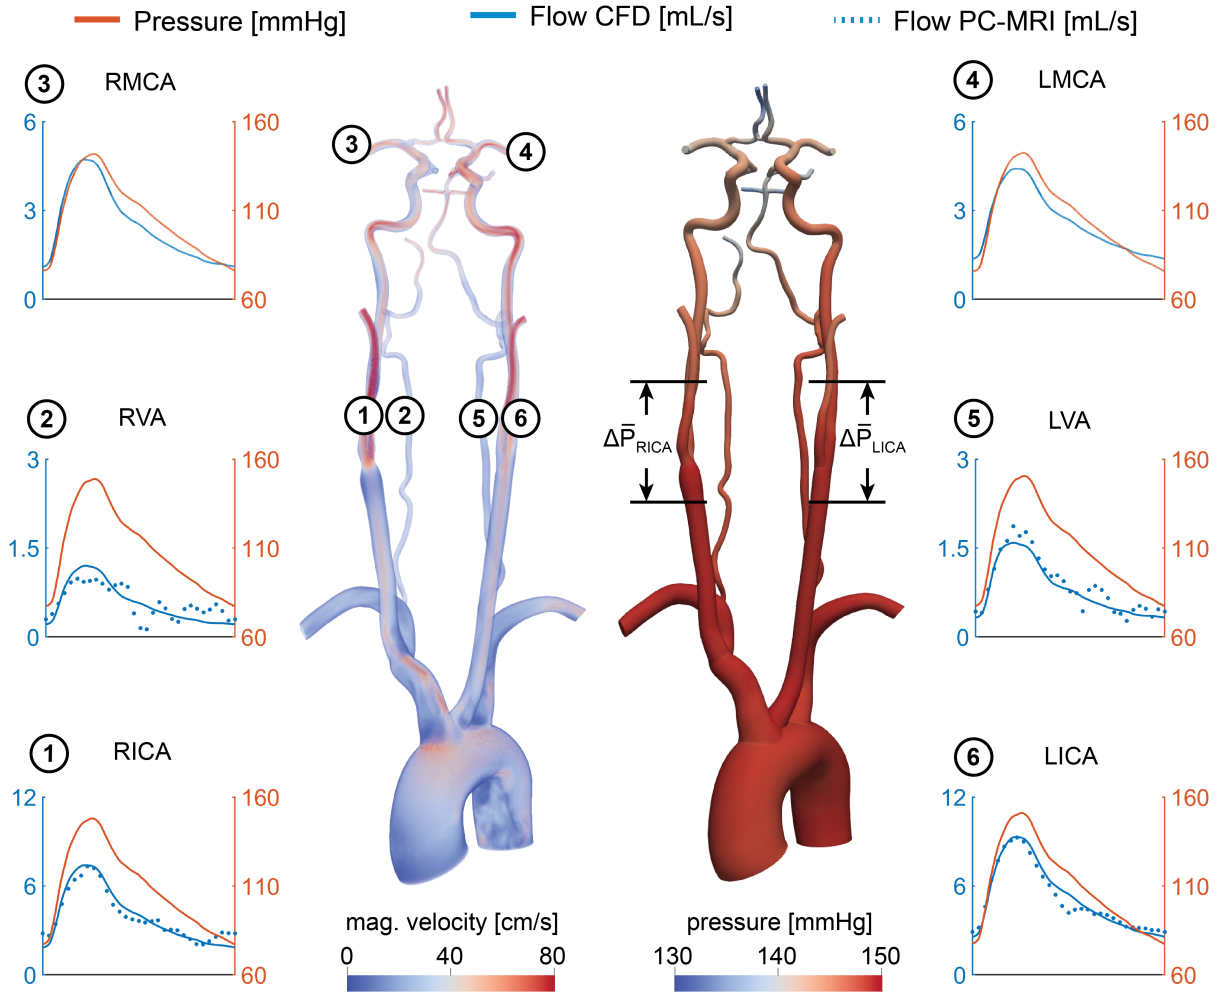 Pressure [mmHg]
Flow CFD [mL/s]
Flow PC-MRI [mL/s]
3 RMCA
6 160
3 110
0 60
4 LMCA
6 160
3 110
0 60
3
4
2 RVA
3 160
1.5 110
0 60
1 2 5 6
ΔP̅RICA
ΔP̅LICA
5 LVA
3 160
1.5 110
0 60
1 RICA
12 160
6 110
0 60
6 LICA
12 160
6 110
0 60
mag. velocity [cm/s]
0 40 80
pressure [mmHg]
130 140 150